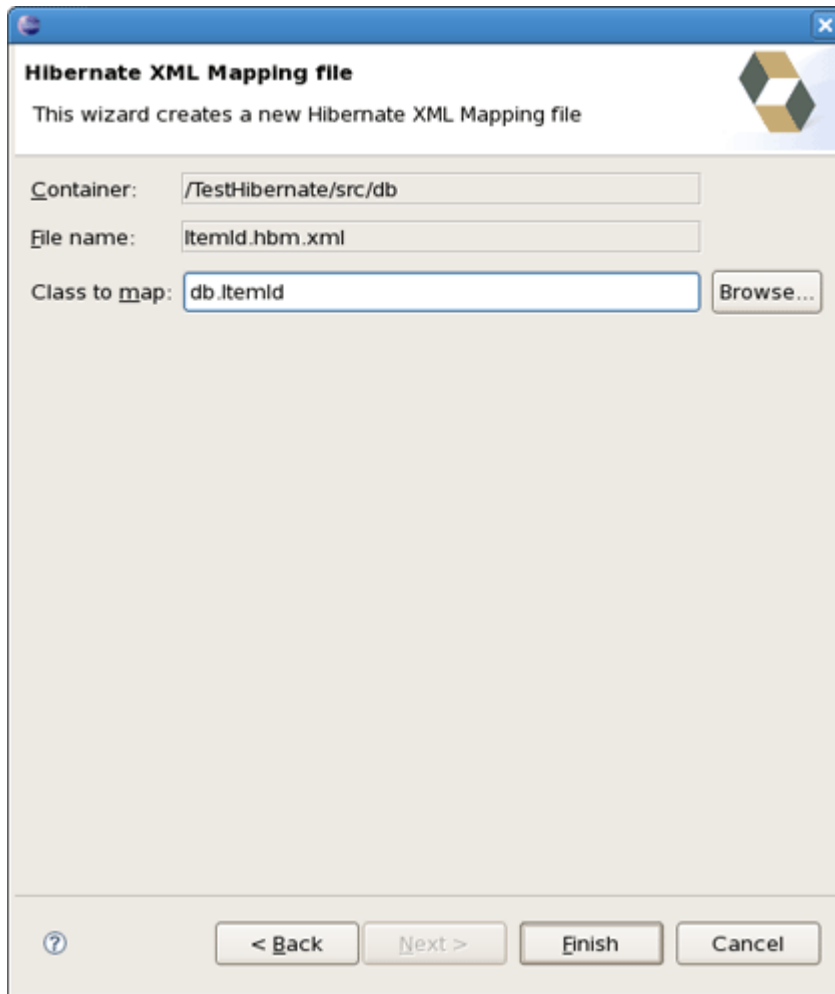 Hibernate XML Mapping file
This wizard creates a new Hibernate XML Mapping file
Container: /TestHibernate/src/db
File name: ItemId.hbm.xml
Class to map: db.ItemId Browse...
? < Back Next > Finish Cancel